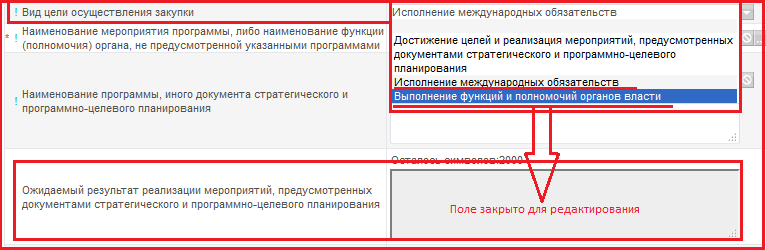 ! Вид цели осуществления закупки
Исполнение международных обязательств
* ! Наименование мероприятия программы, либо наименование функции
(полномочия) органа, не предусмотренной указанными программами
Достижение целей и реализация мероприятий, предусмотренных
документами стратегического и программно-целевого
планирования
Исполнение международных обязательств
Выполнение функций и полномочий органов власти
! Наименование программы, иного документа стратегического и
программно-целевого планирования
Осталось символов:2000
Ожидаемый результат реализации мероприятий, предусмотренных
документами стратегического и программно-целевого планирования
Поле закрыто для редактирования